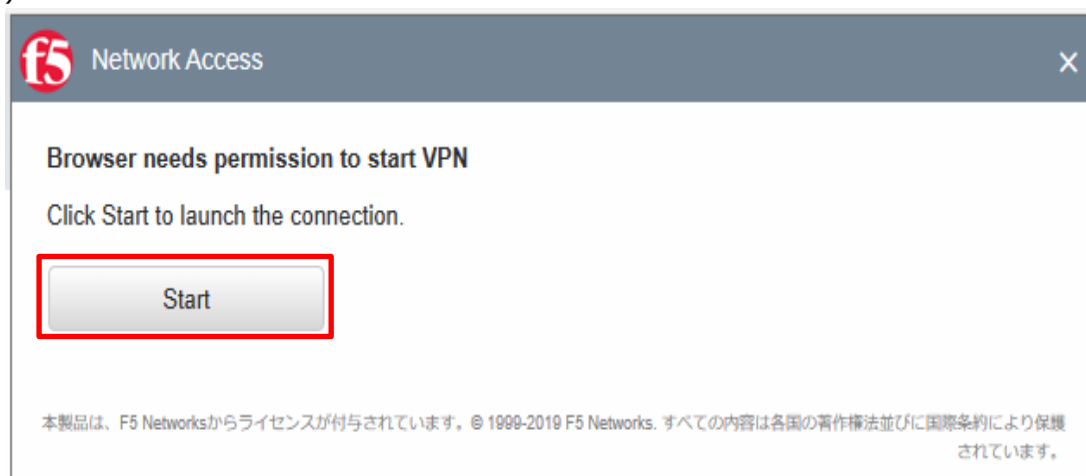 f5 Network Access
Browser needs permission to start VPN
Click Start to launch the connection.
Start
本製品は、F5 Networksからライセンスが付与されています。© 1999-2019 F5 Networks. すべての内容は各国の著作権法並びに国際条約により保護
されています。